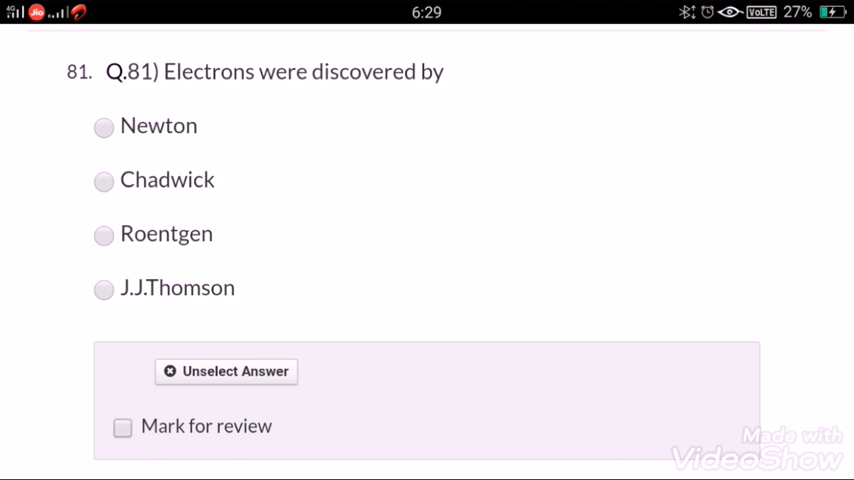 4G Jio 6:29 VoLTE 27%
81. Q.81) Electrons were discovered by
Newton
Chadwick
Roentgen
J.J.Thomson
Unselect Answer
Mark for review
Made with
VideoShow